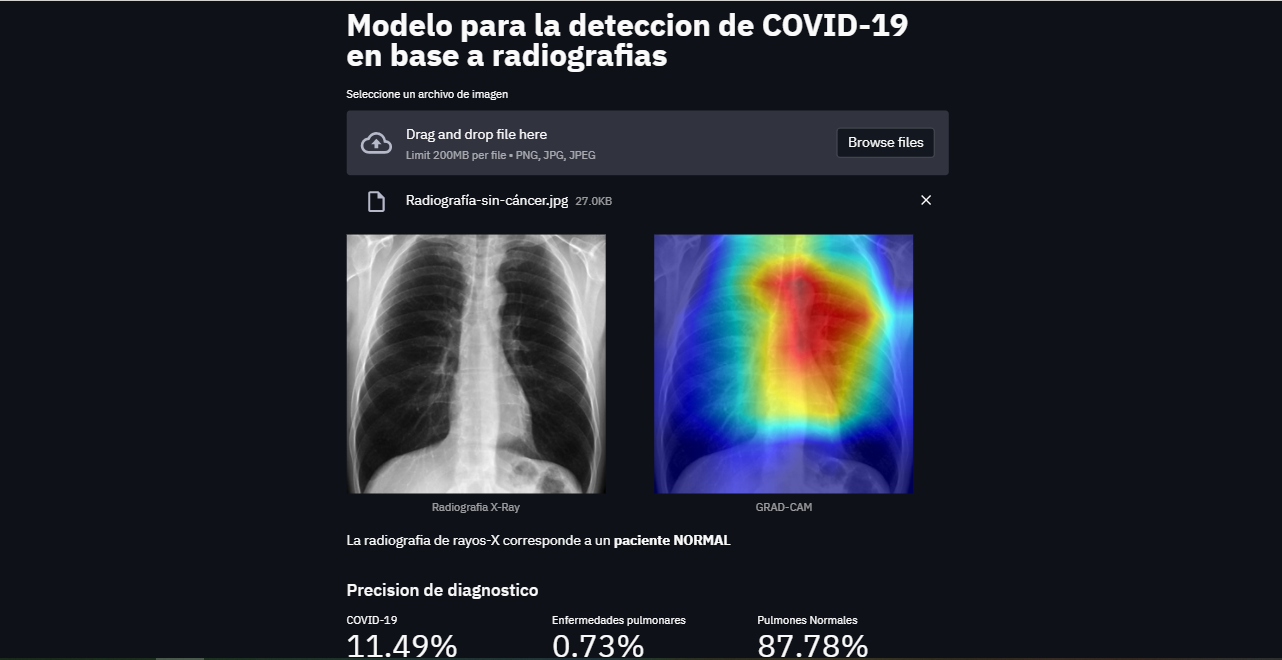 Modelo para la deteccion de COVID-19
en base a radiografias
Seleccione un archivo de imagen
Drag and drop file here
Limit 200MB per file • PNG, JPG, JPEG
Browse files
Radiografía-sin-cáncer.jpg 27.0KB
Radiografia X-Ray
GRAD-CAM
La radiografia de rayos-X corresponde a un paciente NORMAL
Precision de diagnostico
COVID-19
11.49%
Enfermedades pulmonares
0.73%
Pulmones Normales
87.78%